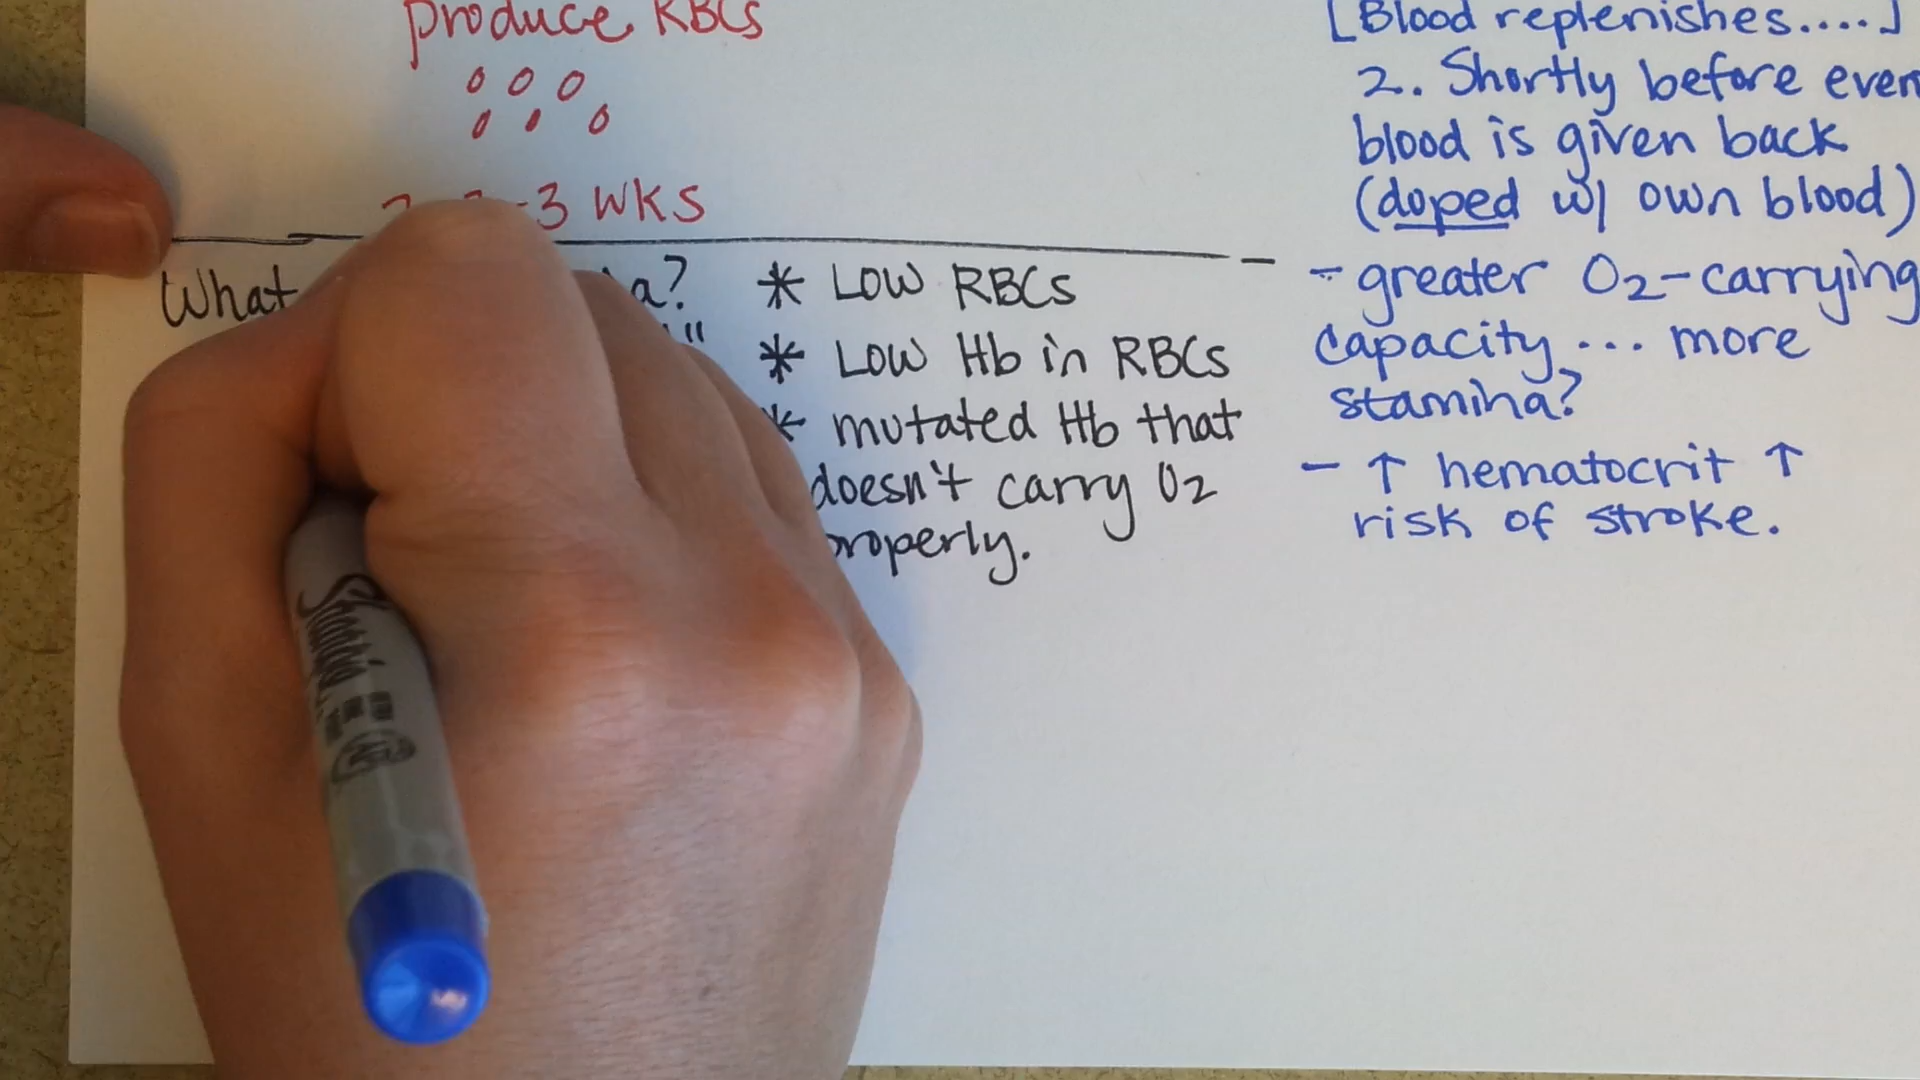 produce RBCs
-3 WKS
What
* LOW RBCs
* LOW Hb in RBCs
* mutated Hb that
doesn't carry O2
properly.
[Blood replenishes....]
2. Shortly before even
blood is given back
(doped w/ own blood)
- greater O2-carrying
capacity... more
stamina?
- ↑ hematocrit ↑
risk of stroke.
Sharpie